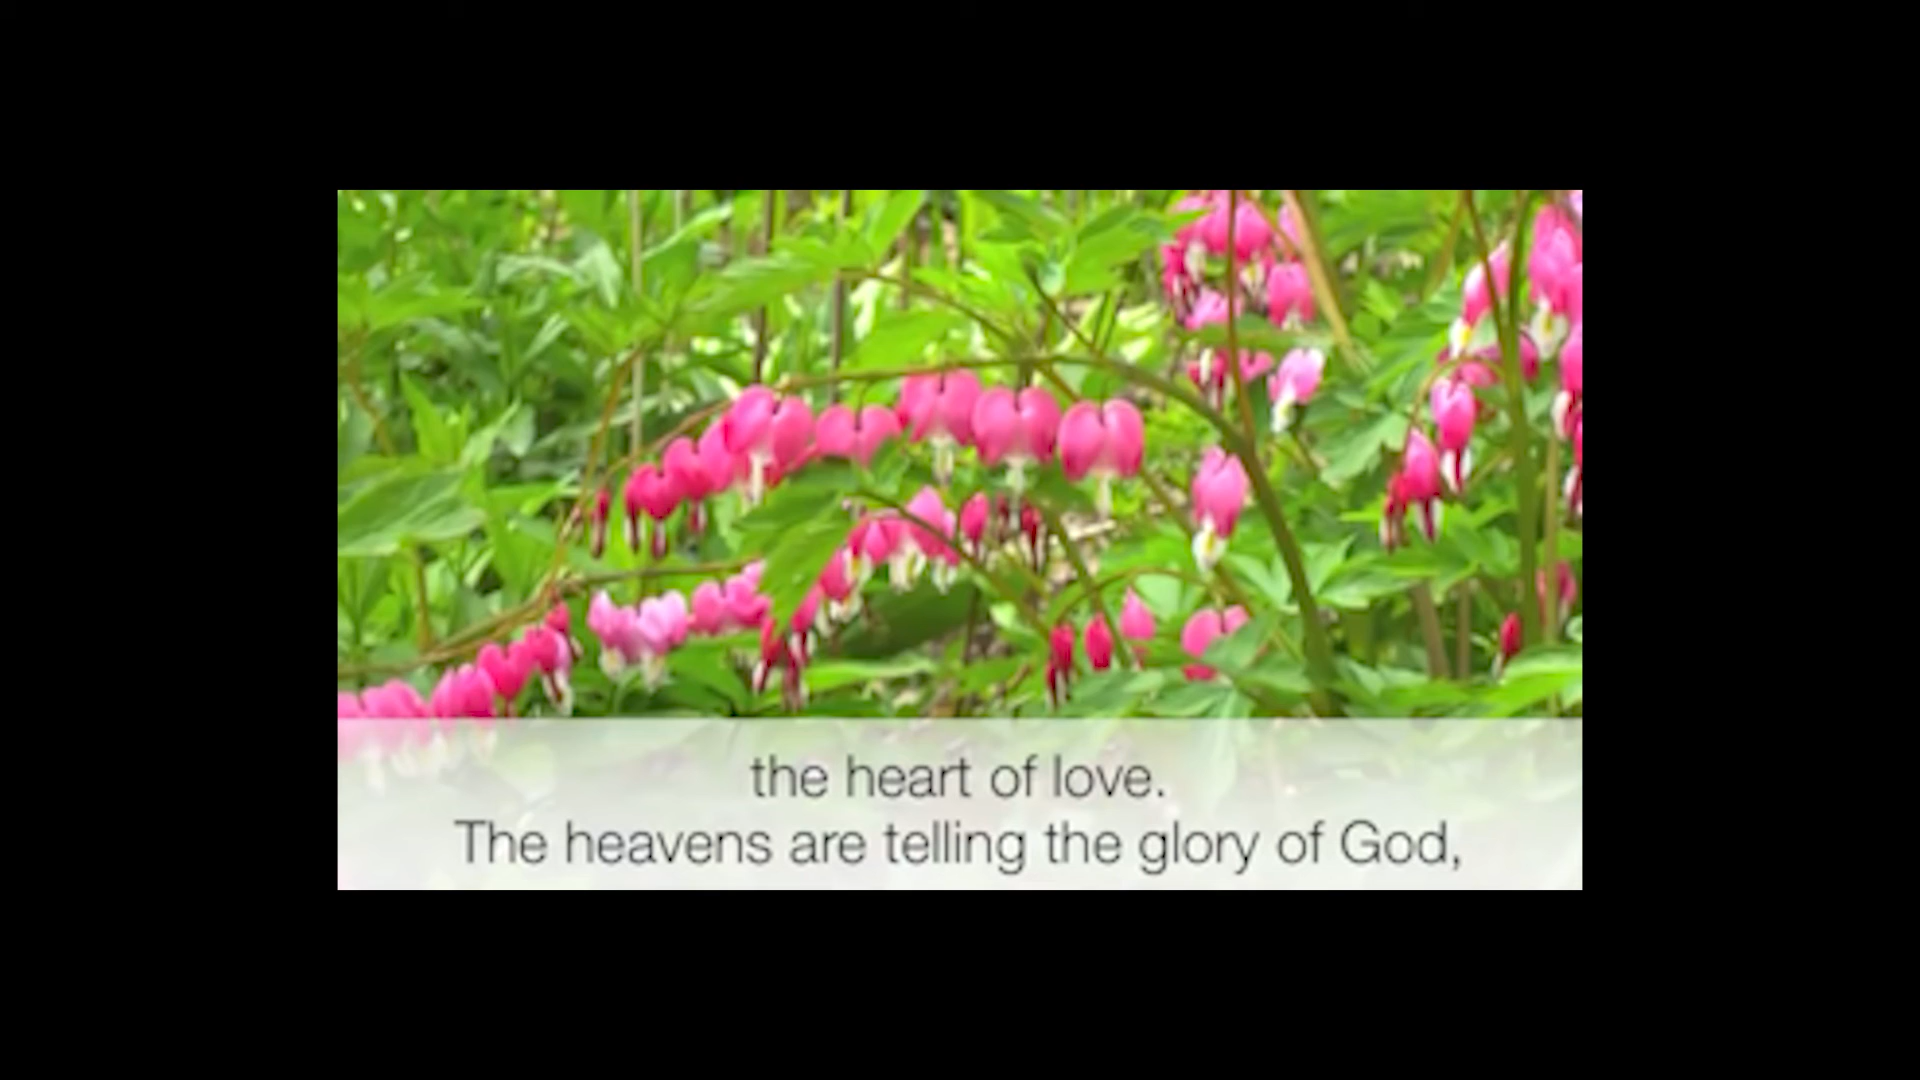 the heart of love.
The heavens are telling the glory of God,